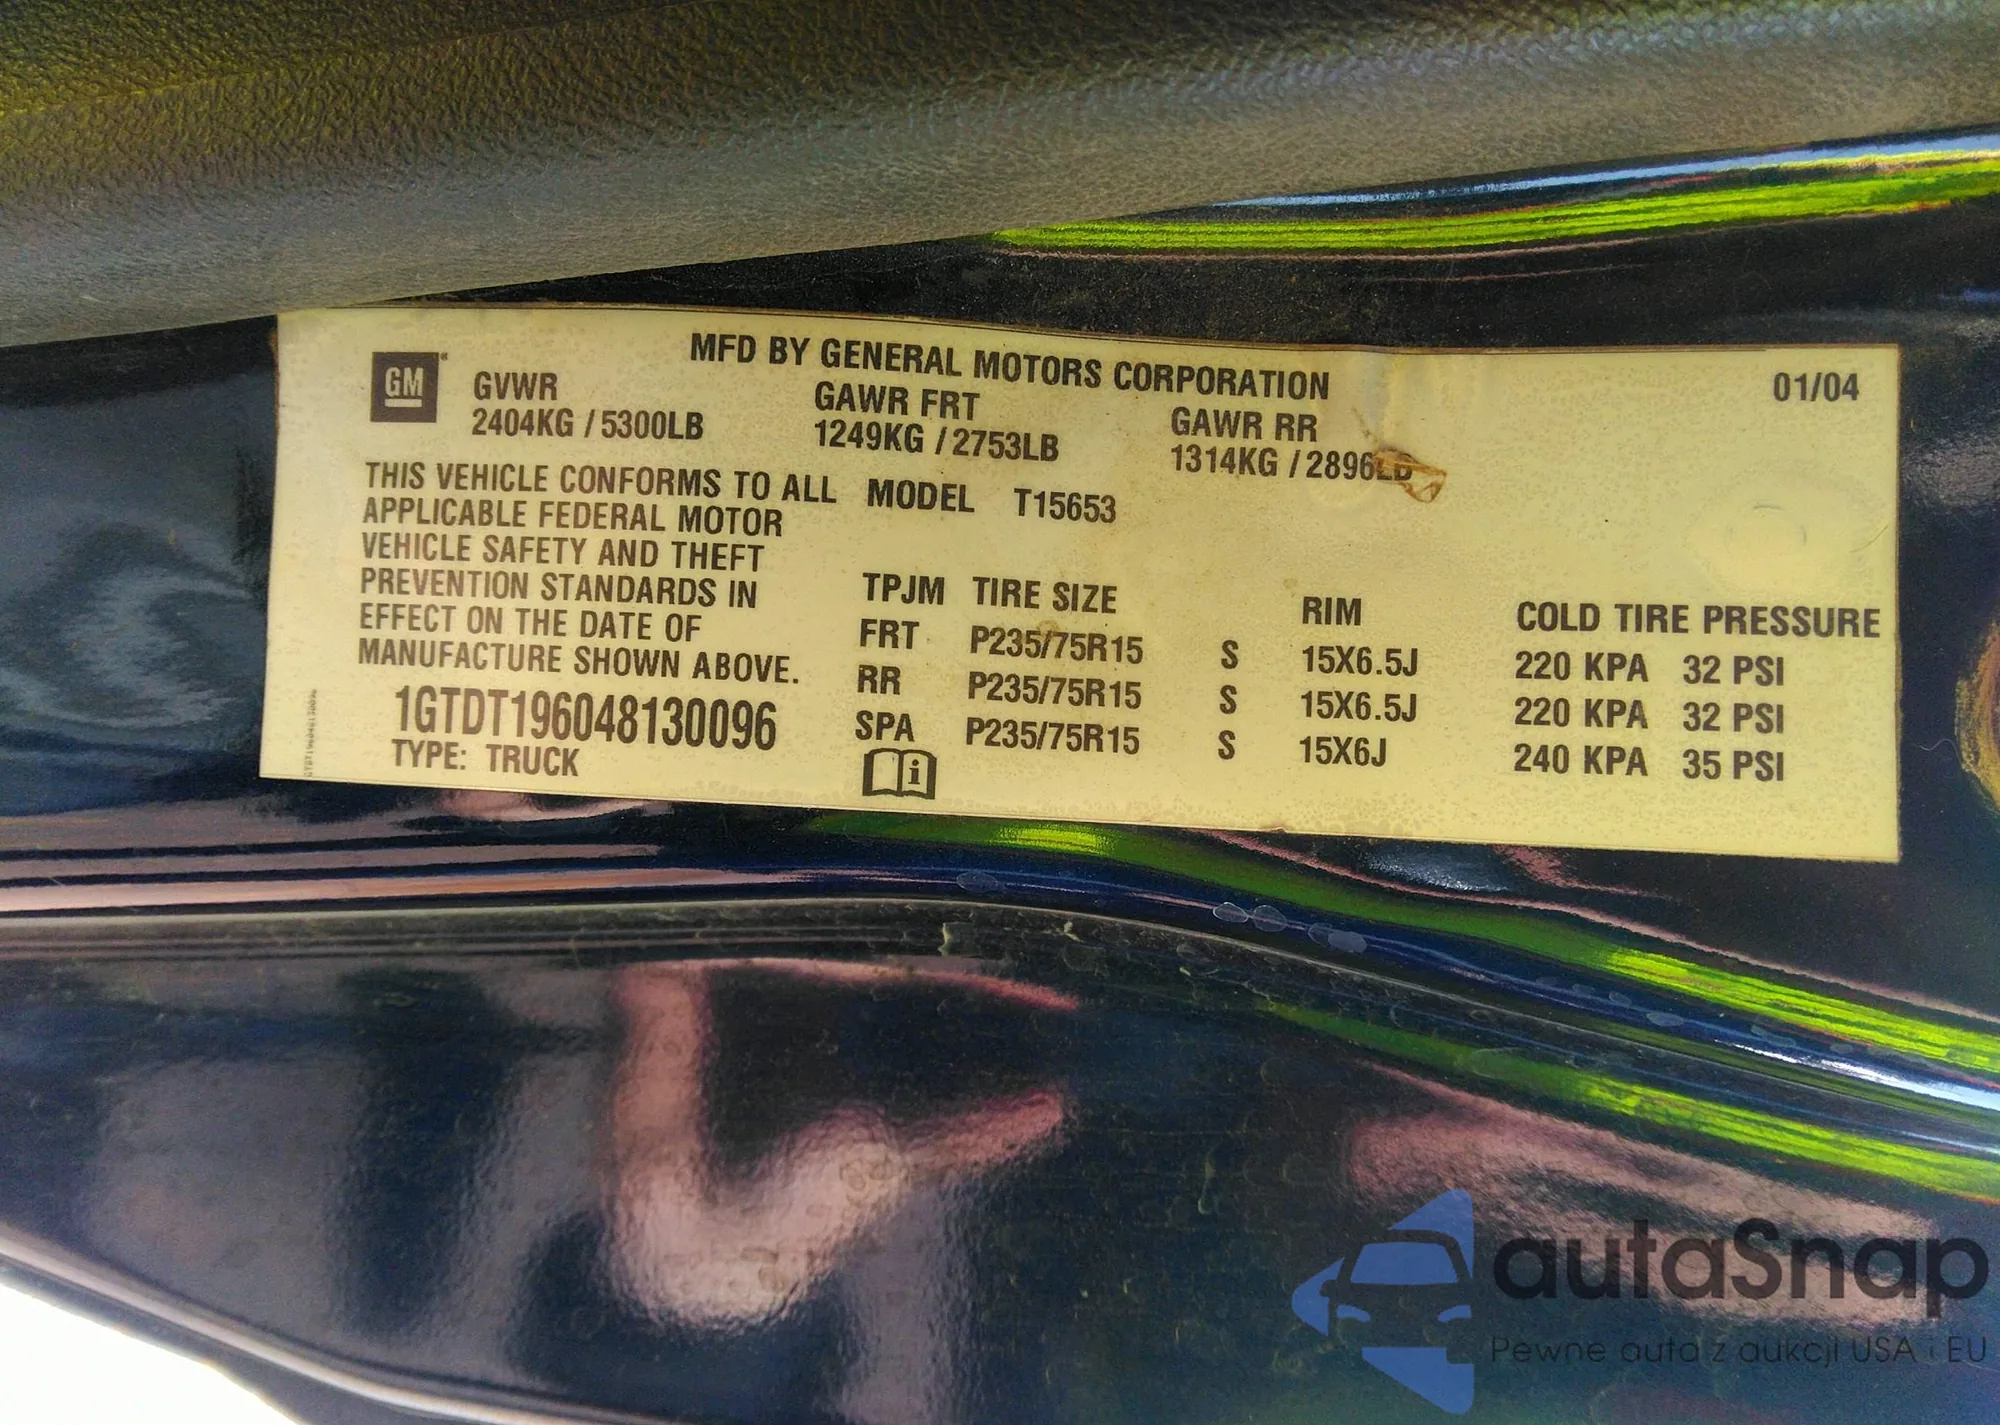 MFD BY GENERAL MOTORS CORPORATION
01/04
GM
GVWR GAWR FRT GAWR RR
2404KG / 5300LB 1249KG / 2753LB 1314KG / 2896LB
THIS VEHICLE CONFORMS TO ALL MODEL T15653
APPLICABLE FEDERAL MOTOR
VEHICLE SAFETY AND THEFT
PREVENTION STANDARDS IN
EFFECT ON THE DATE OF
MANUFACTURE SHOWN ABOVE.
1GTDT196048130096
TYPE: TRUCK
TPJM TIRE SIZE RIM COLD TIRE PRESSURE
FRT P235/75R15 S 15X6.5J 220 KPA 32 PSI
RR P235/75R15 S 15X6.5J 220 KPA 32 PSI
SPA P235/75R15 S 15X6J 240 KPA 35 PSI
i
autaSnap
Pewne auta z aukcji USA i EU